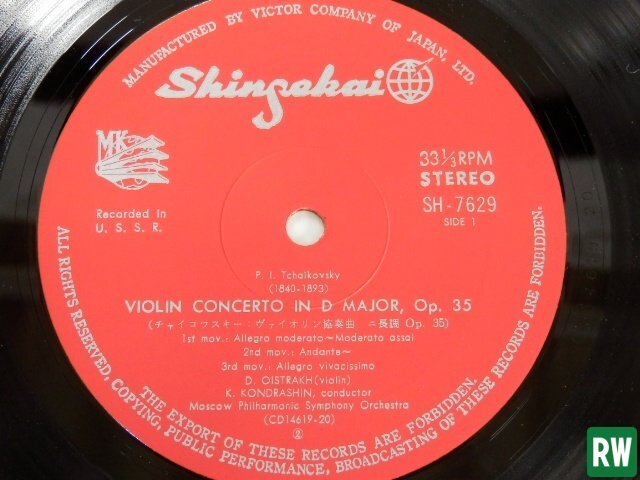 MANUFACTURED BY VICTOR COMPANY OF JAPAN, LTD.
Shinsekai
MK
33 1/3 RPM
STEREO
SH-7629
SIDE 1
Recorded In
U. S. S. R.
P. I. Tchaikovsky
(1840-1893)
VIOLIN CONCERTO IN D MAJOR, Op. 35
(チャイコフスキー：ヴァイオリン協奏曲 ニ長調 Op. 35)
1st mov.: Allegro moderato～Moderato assai
2nd mov.: Andante～
3rd mov.: Allegro vivacissimo
D. OISTRAKH(violin)
K. KONDRASHIN, conductor
Moscow Philharmonic Symphony Orchestra
(CD14619-20)
②
ALL RIGHTS RESERVED, COPYING, PUBLIC PERFORMANCE, BROADCASTING OF THESE RECORDS ARE FORBIDDEN.
THE EXPORT OF THESE RECORDS ARE FORBIDDEN.
RW